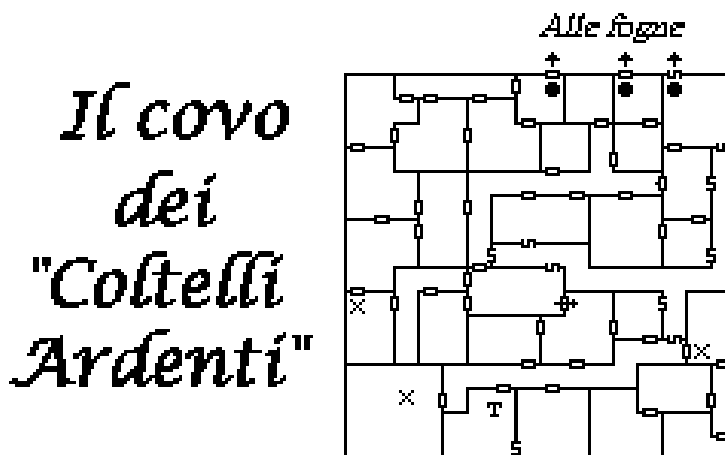 Alle fogne
Il covo
dei
"Coltelli
Ardenti"
T